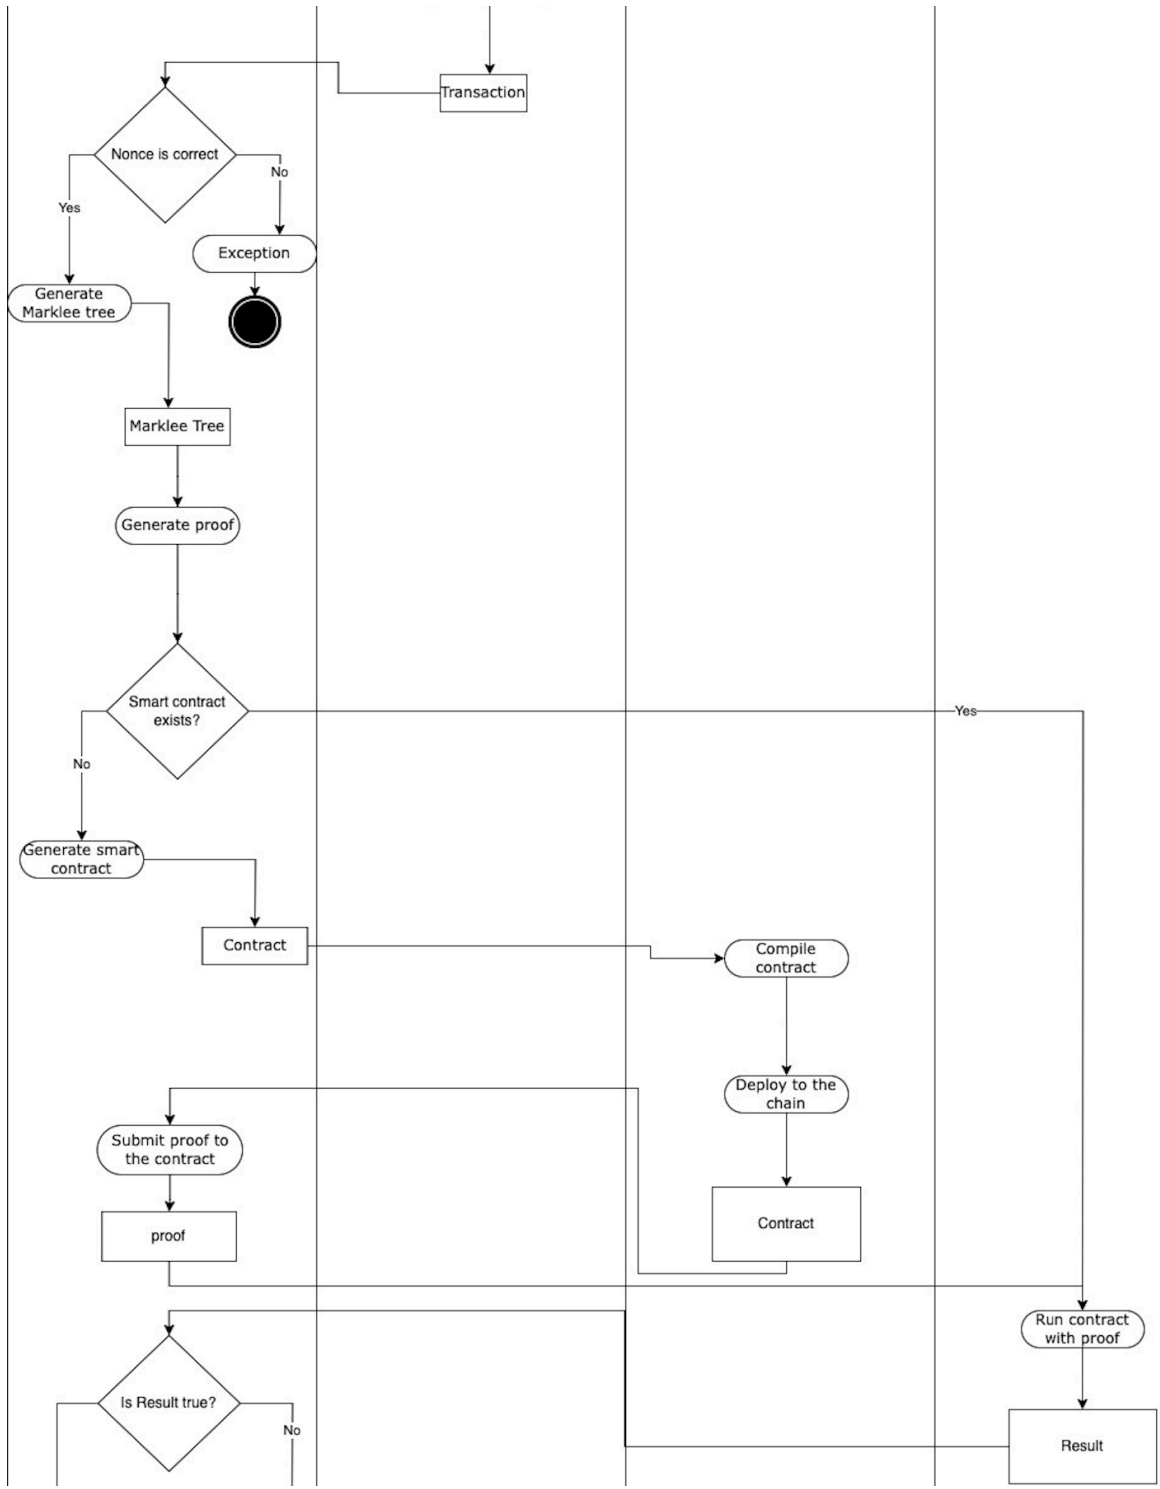 Transaction
Nonce is correct
No
Yes
Exception
Generate
Marklee tree
Marklee Tree
Generate proof
Smart contract
exists?
Yes
No
Generate smart
contract
Contract
Compile
contract
Deploy to the
chain
Submit proof to
the contract
Contract
proof
Run contract
with proof
Is Result true?
No
Result